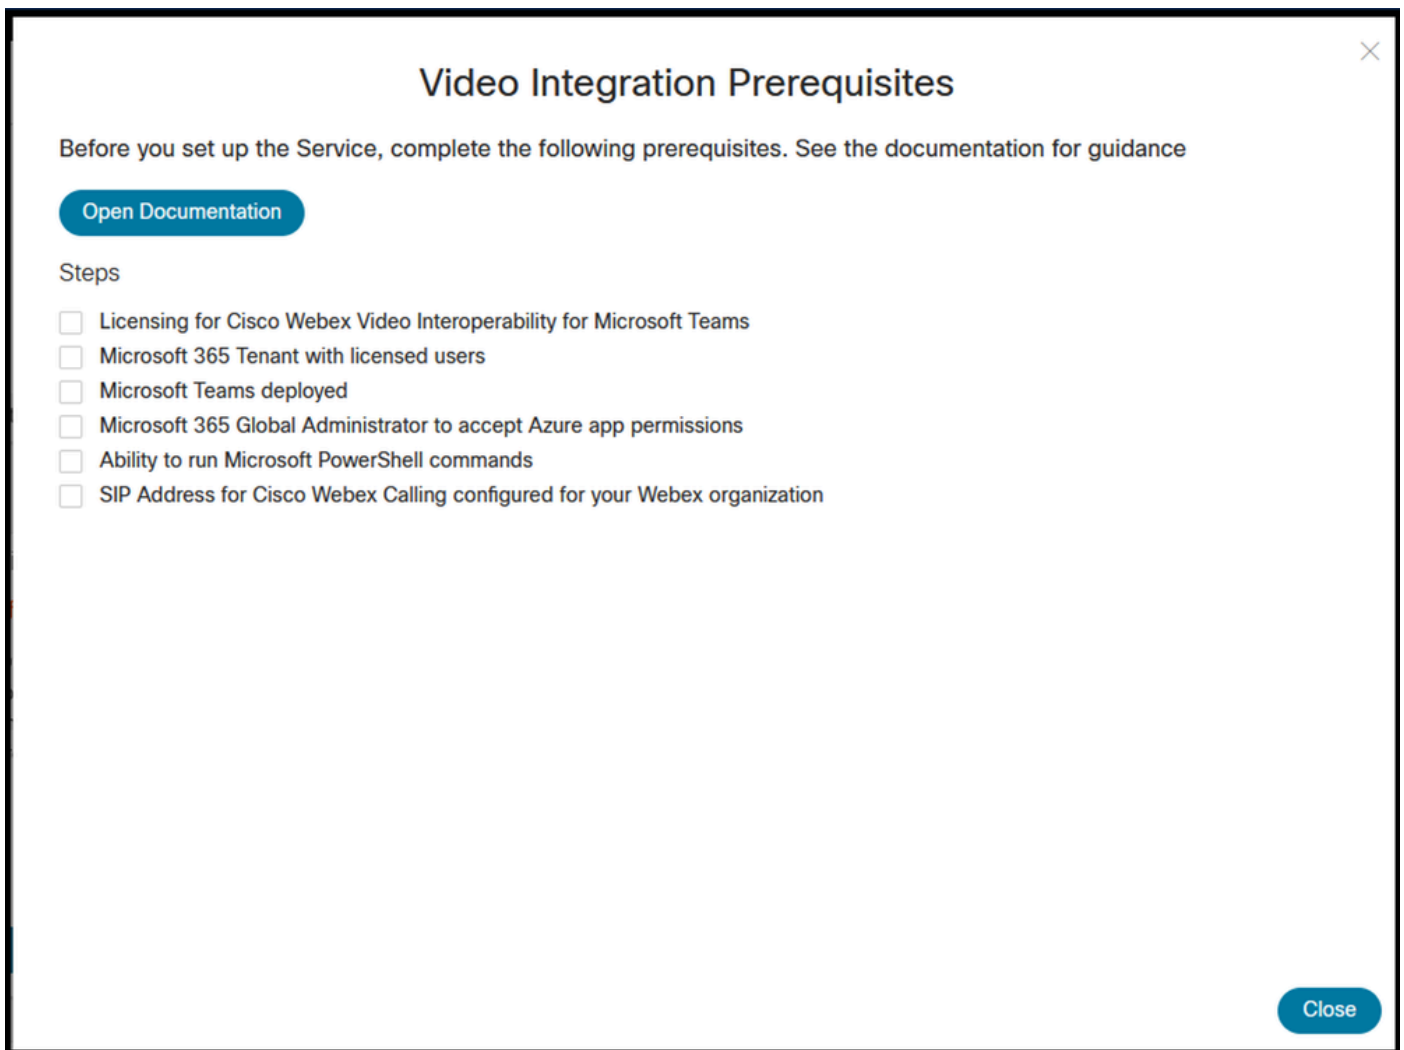 Video Integration Prerequisites
Before you set up the Service, complete the following prerequisites. See the documentation for guidance
Open Documentation
Steps
Licensing for Cisco Webex Video Interoperability for Microsoft Teams
Microsoft 365 Tenant with licensed users
Microsoft Teams deployed
Microsoft 365 Global Administrator to accept Azure app permissions
Ability to run Microsoft PowerShell commands
SIP Address for Cisco Webex Calling configured for your Webex organization
Close